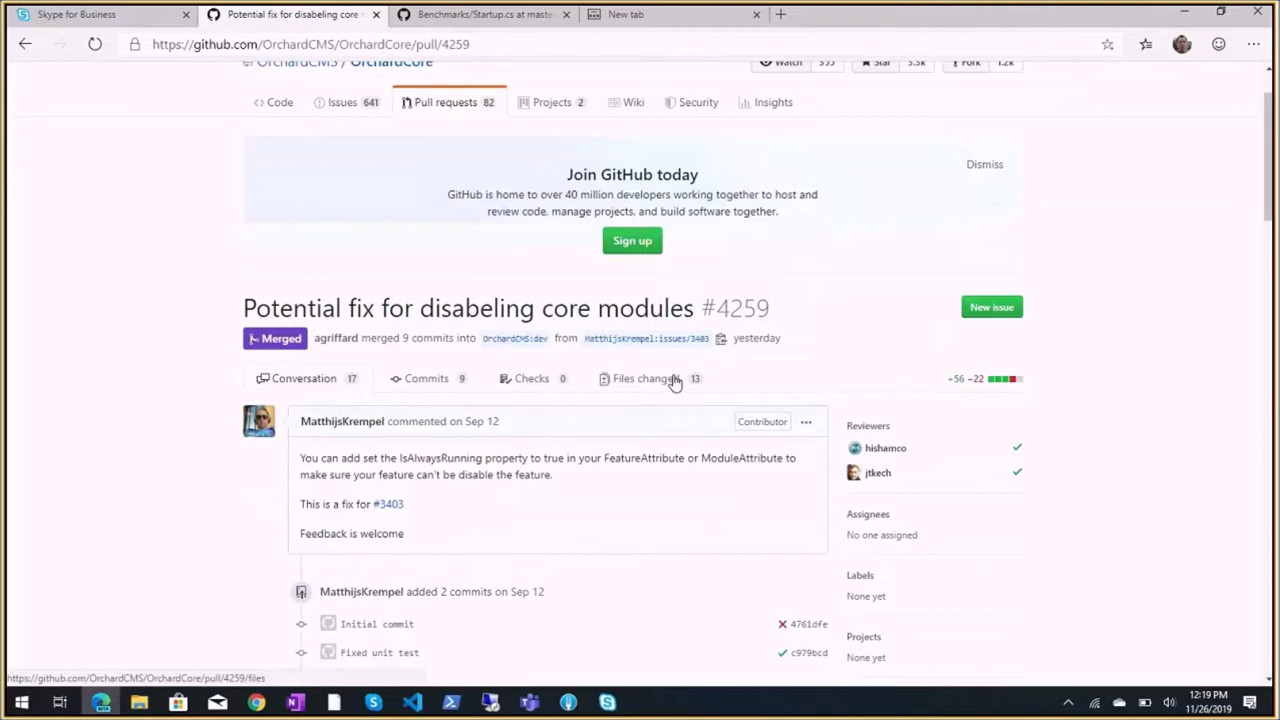 Skype for Business
Potential fix for disabeling core
Benchmarks/Startup.cs at maste
New tab
https://github.com/OrchardCMS/OrchardCore/pull/4259
OrchardCMS / OrchardCore
Watch
Star
Fork
Code
Issues 641
Pull requests 82
Projects 2
Wiki
Security
Insights
Dismiss
Join GitHub today
GitHub is home to over 40 million developers working together to host and
review code, manage projects, and build software together.
Sign up
Potential fix for disabeling core modules #4259
New issue
Merged agriffard merged 9 commits into OrchardCMS:dev from MatthijsKrempel:issues/3403 yesterday
Conversation 17
Commits 9
Checks 0
Files changed 13
+56 −22
MatthijsKrempel commented on Sep 12
Contributor
You can add set the IsAlwaysRunning property to true in your FeatureAttribute or ModuleAttribute to
make sure your feature can't be disable the feature.
This is a fix for #3403
Feedback is welcome
Reviewers
hishamco
jtkech
Assignees
No one assigned
Labels
None yet
Projects
None yet
MatthijsKrempel added 2 commits on Sep 12
Initial commit
4761dfe
Fixed unit test
c979bcd
https://github.com/OrchardCMS/OrchardCore/pull/4259/files
12:19 PM
11/26/2019